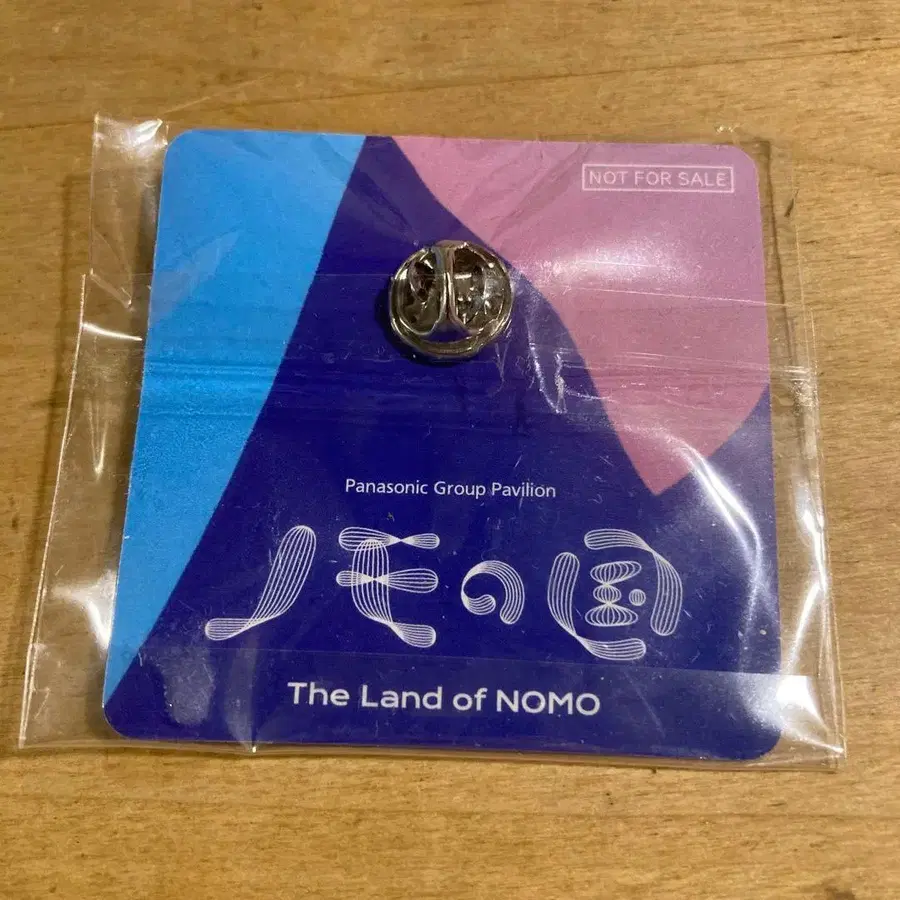 NOT FOR SALE
Panasonic Group Pavilion
ノモの国
The Land of NOMO